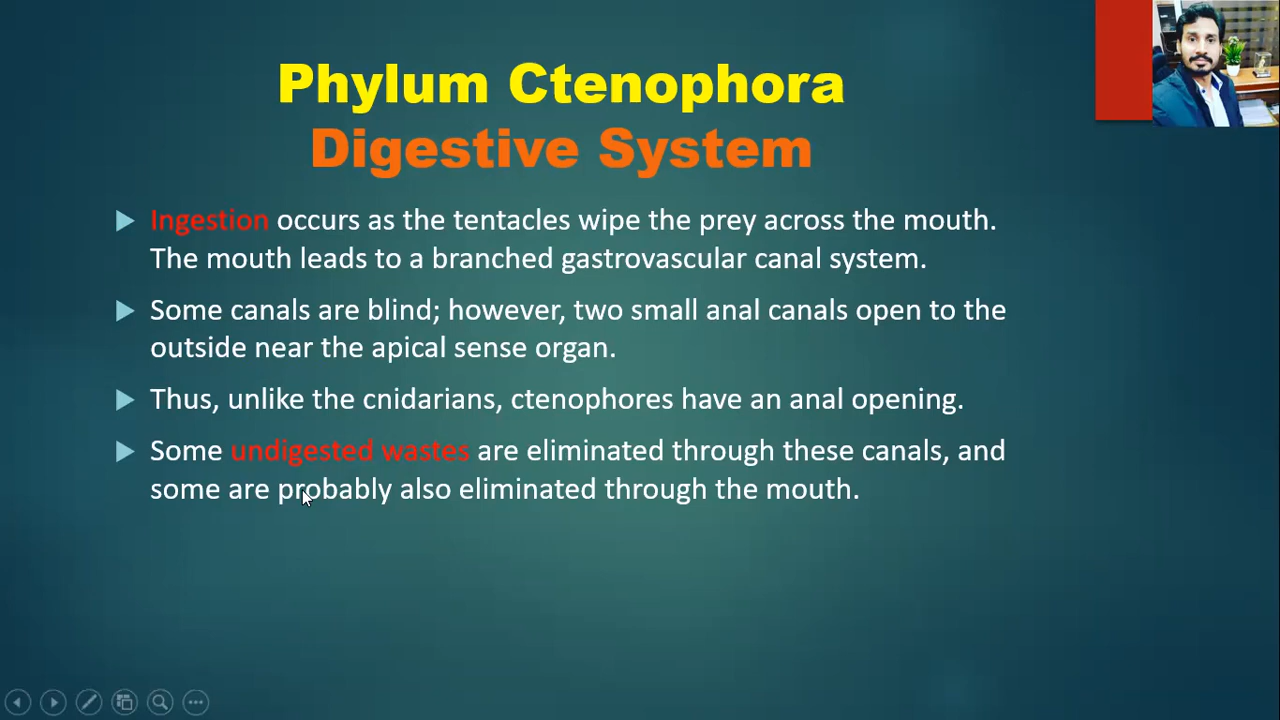 Phylum Ctenophora
Digestive System
Ingestion occurs as the tentacles wipe the prey across the mouth.
The mouth leads to a branched gastrovascular canal system.
Some canals are blind; however, two small anal canals open to the
outside near the apical sense organ.
Thus, unlike the cnidarians, ctenophores have an anal opening.
Some undigested wastes are eliminated through these canals, and
some are probably also eliminated through the mouth.